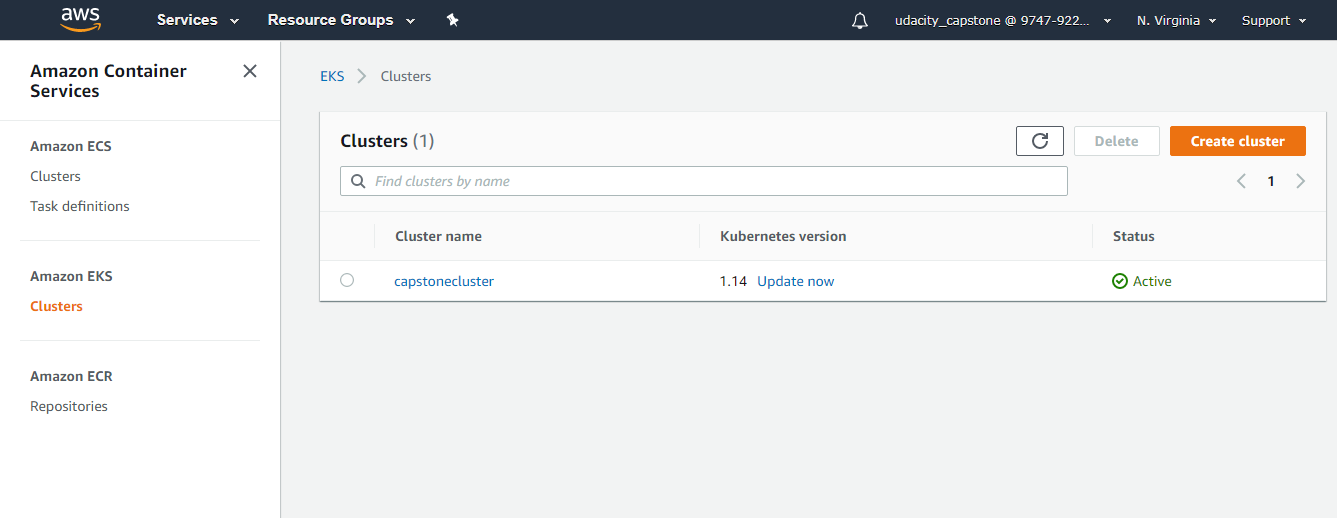 aws Services Resource Groups udacity_capstone @ 9747-922... N. Virginia Support
Amazon Container
Services
Amazon ECS
Clusters
Task definitions
Amazon EKS
Clusters
Amazon ECR
Repositories
EKS Clusters
Clusters (1) Delete Create cluster
Find clusters by name 1
Cluster name Kubernetes version Status
capstonecluster 1.14 Update now Active